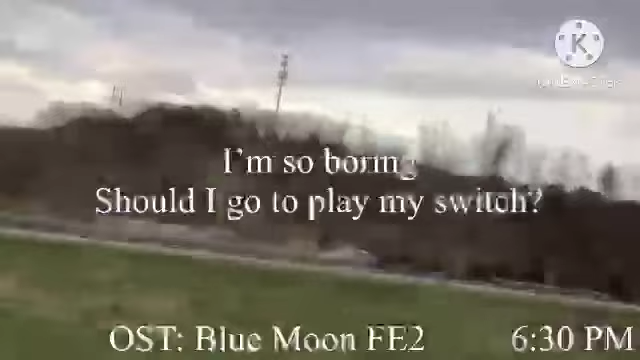 I'm so boring
Should I go to play my switch?
OST: Blue Moon FE2
6:30 PM